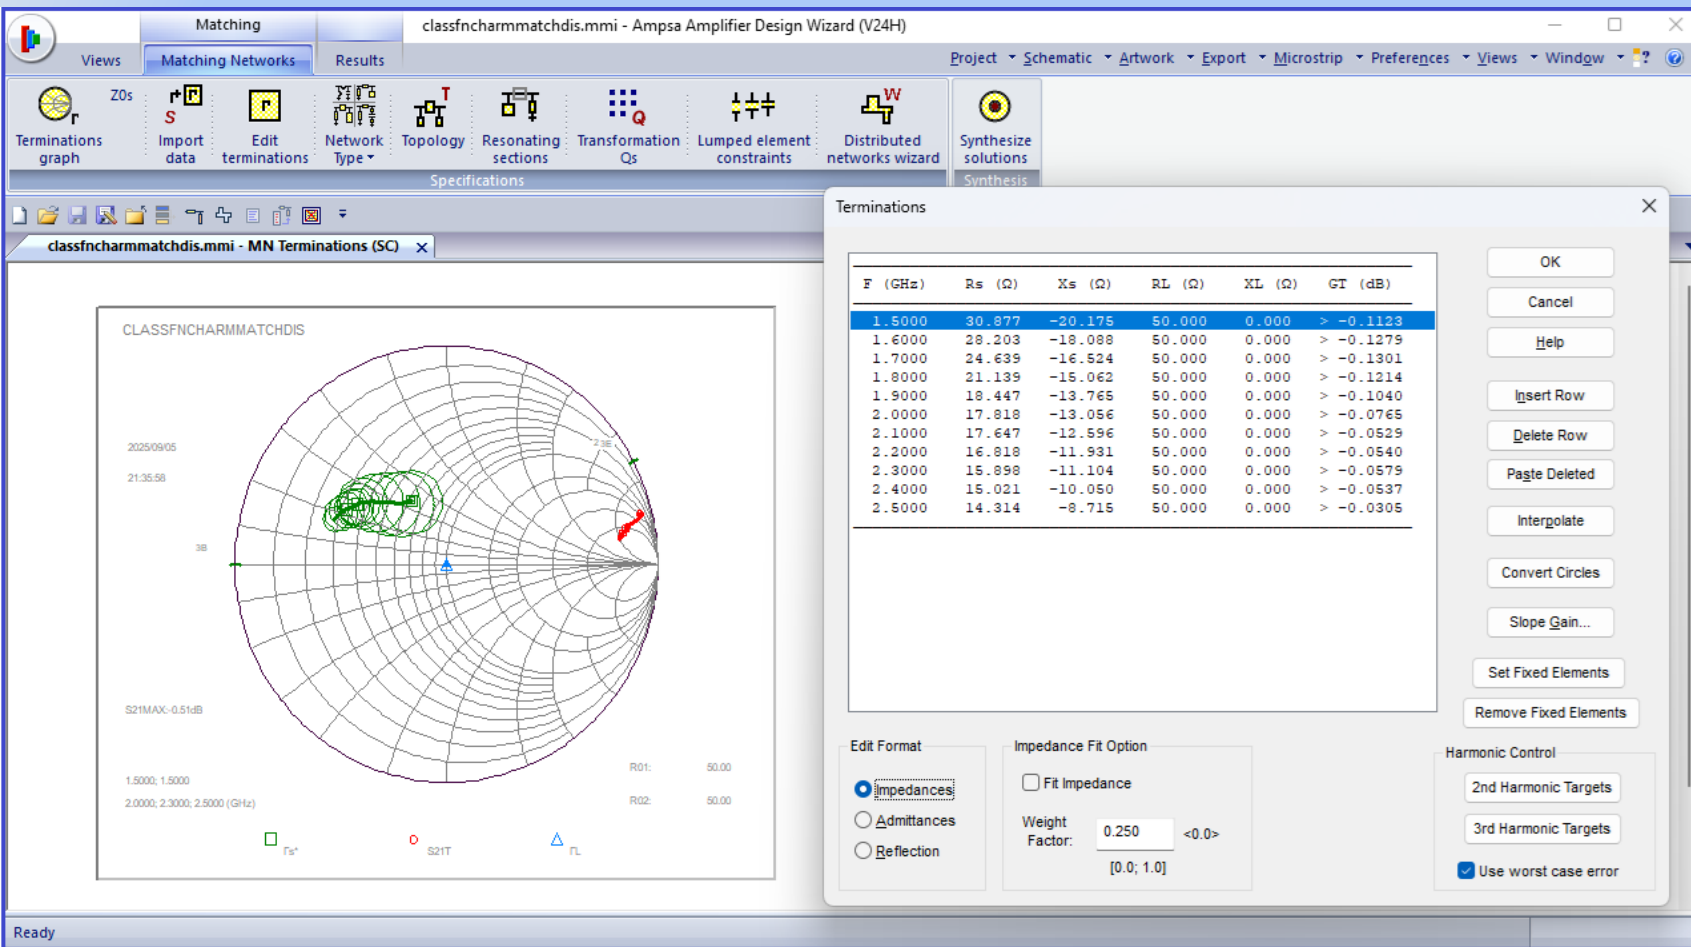 Matching
classfncharmmatchdis.mmi - Ampsa Amplifier Design Wizard (V24H)
Views
Matching Networks
Results
Project
Schematic
Artwork
Export
Microstrip
Preferences
Views
Window
?
Z0s
Terminations graph
Import data
Edit terminations
Network Type
Topology
Resonating sections
Transformation Qs
Lumped element constraints
Distributed networks wizard
Synthesize solutions
Specifications
Synthesis
classfncharmmatchdis.mmi - MN Terminations (SC)
CLASSFNCHARMMATCHDIS
2025/09/05
21:35:58
3B
2 3E
S21MAX:-0.51dB
1.5000; 1.5000
2.0000; 2.3000; 2.5000 (GHz)
R01: 50.00
R02: 50.00
Γs*
S21T
ΓL
Terminations
F (GHz) Rs (Ω) Xs (Ω) RL (Ω) XL (Ω) GT (dB)
1.5000 30.877 -20.175 50.000 0.000 > -0.1123
1.6000 28.203 -18.088 50.000 0.000 > -0.1279
1.7000 24.639 -16.524 50.000 0.000 > -0.1301
1.8000 21.139 -15.062 50.000 0.000 > -0.1214
1.9000 18.447 -13.765 50.000 0.000 > -0.1040
2.0000 17.818 -13.056 50.000 0.000 > -0.0765
2.1000 17.647 -12.596 50.000 0.000 > -0.0529
2.2000 16.818 -11.931 50.000 0.000 > -0.0540
2.3000 15.898 -11.104 50.000 0.000 > -0.0579
2.4000 15.021 -10.050 50.000 0.000 > -0.0537
2.5000 14.314 -8.715 50.000 0.000 > -0.0305
OK
Cancel
Help
Insert Row
Delete Row
Paste Deleted
Interpolate
Convert Circles
Slope Gain...
Set Fixed Elements
Remove Fixed Elements
Edit Format
Impedances
Admittances
Reflection
Impedance Fit Option
Fit Impedance
Weight Factor:
0.250
<0.0>
[0.0; 1.0]
Harmonic Control
2nd Harmonic Targets
3rd Harmonic Targets
Use worst case error
Ready